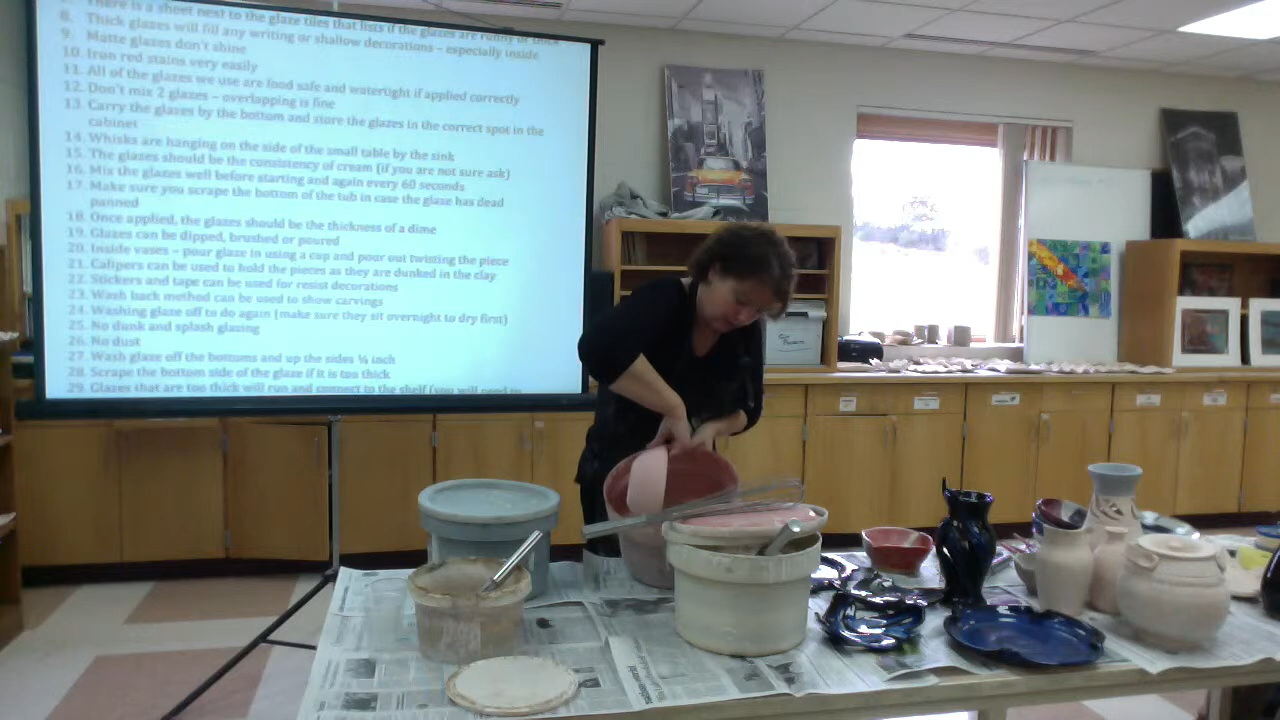 There is a sheet next to the glaze tiles that lists if the glazes are runny or thick
8. Thick glazes will fill any writing or shallow decorations – especially inside
9. Matte glazes don't shine
10. Iron red stains very easily
11. All of the glazes we use are food safe and watertight if applied correctly
12. Don't mix 2 glazes – overlapping is fine
13. Carry the glazes by the bottom and store the glazes in the correct spot in the
cabinet
14. Whisks are hanging on the side of the small table by the sink
15. The glazes should be the consistency of cream (if you are not sure ask)
16. Mix the glazes well before starting and again every 60 seconds
17. Make sure you scrape the bottom of the tub in case the glaze has dead
panned
18. Once applied, the glazes should be the thickness of a dime
19. Glazes can be dipped, brushed or poured
20. Inside vases – pour glaze in using a cup and pour out twisting the piece
21. Calipers can be used to hold the pieces as they are dunked in the clay
22. Stickers and tape can be used for resist decorations
23. Wash back method can be used to show carvings
24. Washing glaze off to do again (make sure they sit overnight to dry first)
25. No dunk and splash glazing
26. No dust
27. Wash glaze off the bottoms and up the sides ¼ inch
28. Scrape the bottom side of the glaze if it is too thick
29. Glazes that are too thick will run and connect to the shelf (you will need to